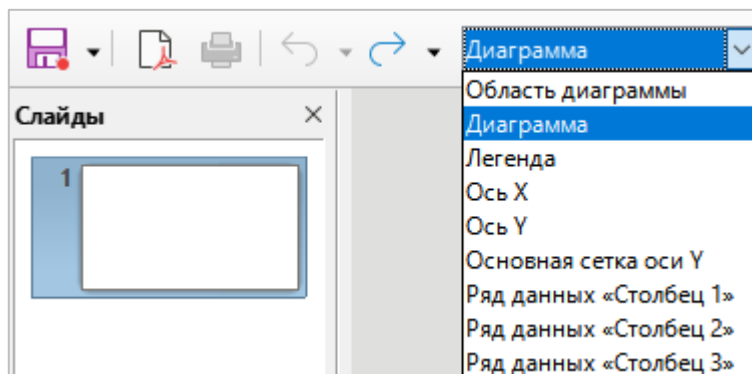 Диаграмма
Область диаграммы
Слайды
Диаграмма
Легенда
1
Ось X
Ось Y
Основная сетка оси Y
Ряд данных «Столбец 1»
Ряд данных «Столбец 2»
Ряд данных «Столбец 3»